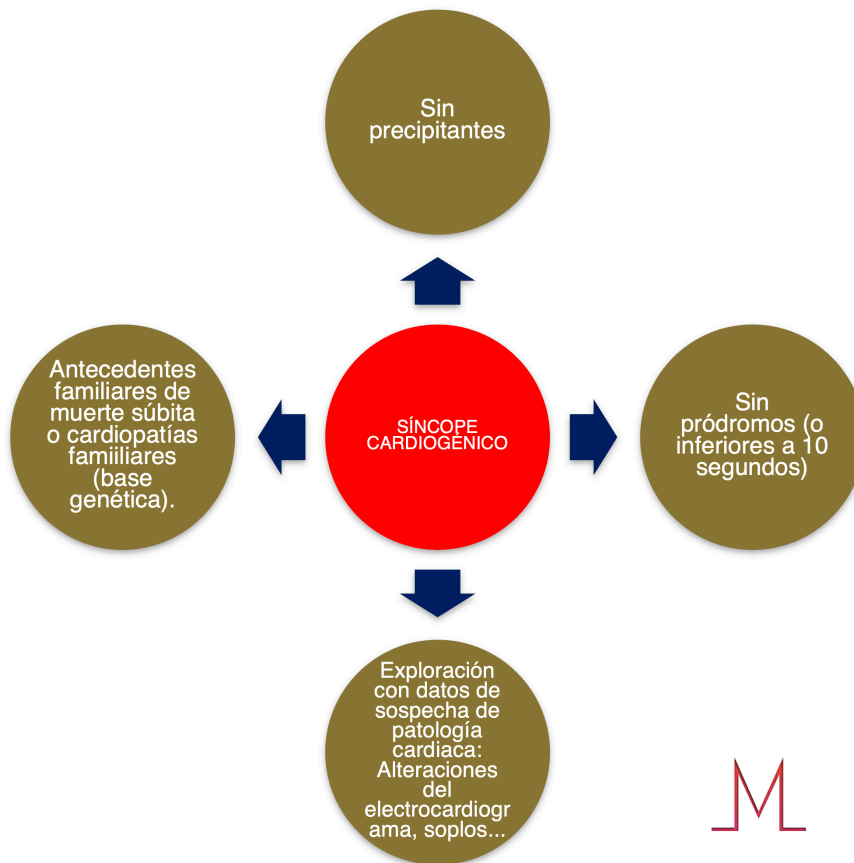 Sin
precipitantes
Antecedentes
familiares de
muerte súbita
o cardiopatías
famiiliares
(base
genética).
SÍNCOPE
CARDIOGÉNICO
Sin
pródromos (o
inferiores a 10
segundos)
Exploración
con datos de
sospecha de
patología
cardiaca:
Alteraciones
del
electrocardiogr
ama, soplos...
M